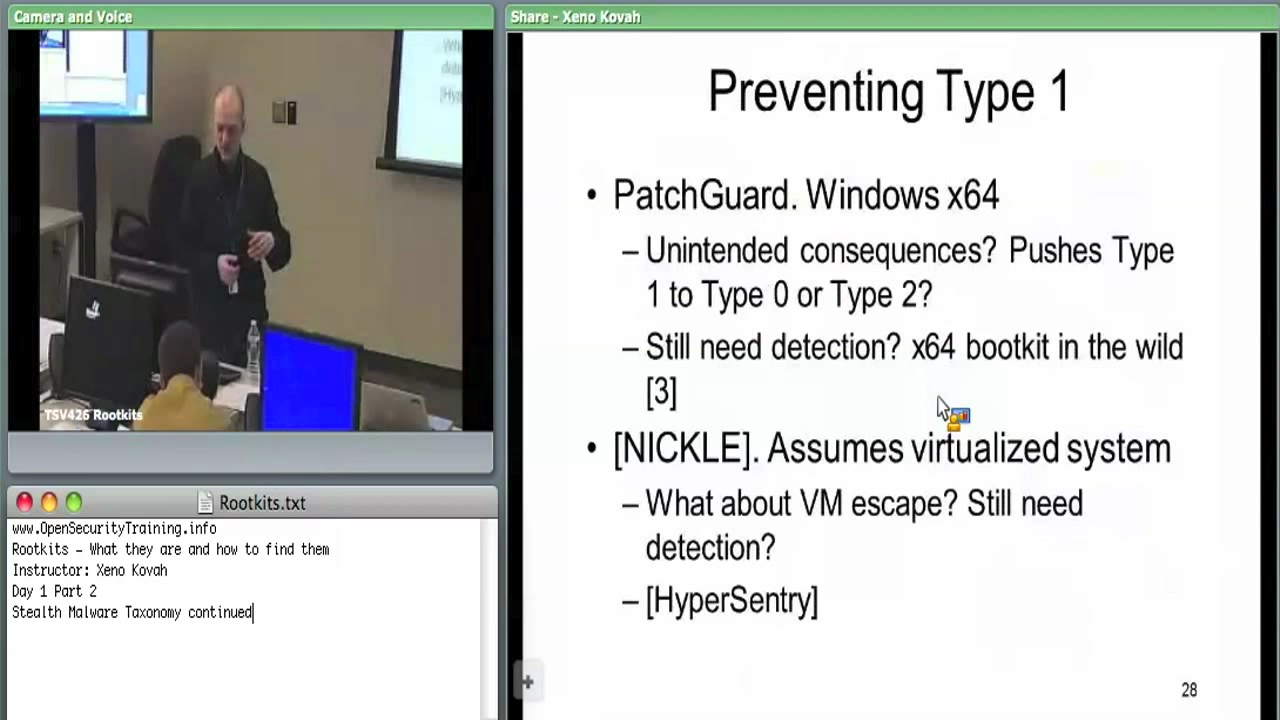 Camera and Voice
TSV426 Rootkits
Rootkits.txt
www.OpenSecurityTraining.info
Rootkits – What they are and how to find them
Instructor: Xeno Kovah
Day 1 Part 2
Stealth Malware Taxonomy continued
Share - Xeno Kovah
Preventing Type 1
• PatchGuard. Windows x64
– Unintended consequences? Pushes Type
1 to Type 0 or Type 2?
– Still need detection? x64 bootkit in the wild
[3]
• [NICKLE]. Assumes virtualized system
– What about VM escape? Still need
detection?
– [HyperSentry]
28